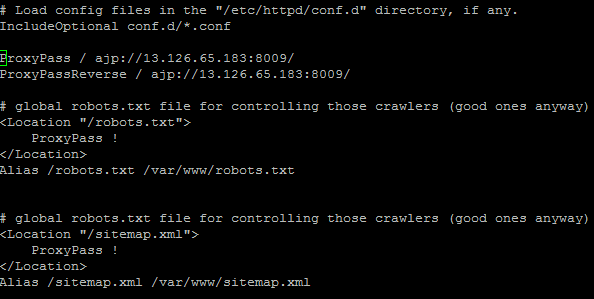 # Load config files in the "/etc/httpd/conf.d" directory, if any.
IncludeOptional conf.d/*.conf
ProxyPass / ajp://13.126.65.183:8009/
ProxyPassReverse / ajp://13.126.65.183:8009/
# global robots.txt file for controlling those crawlers (good ones anyway)
<Location "/robots.txt">
    ProxyPass !
</Location>
Alias /robots.txt /var/www/robots.txt
# global robots.txt file for controlling those crawlers (good ones anyway)
<Location "/sitemap.xml">
    ProxyPass !
</Location>
Alias /sitemap.xml /var/www/sitemap.xml